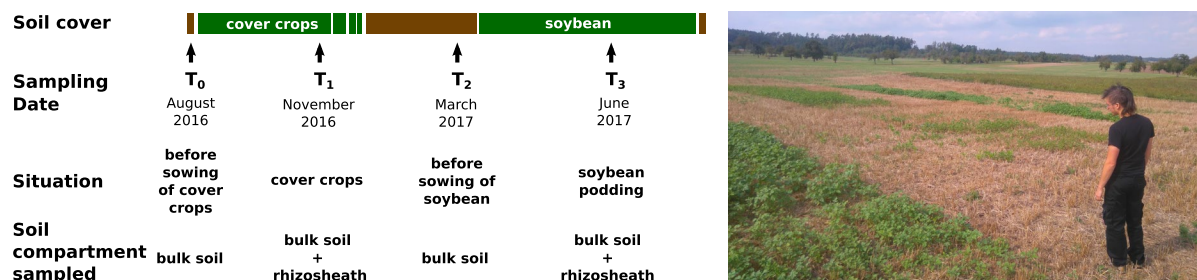 Soil cover
cover crops
soybean
Sampling
Date
T0
T1
T2
T3
August
2016
November
2016
March
2017
June
2017
Situation
before
sowing
of cover
crops
cover crops
before
sowing of
soybean
soybean
podding
Soil
compartment
sampled
bulk soil
bulk soil
+
rhizosheath
bulk soil
bulk soil
+
rhizosheath